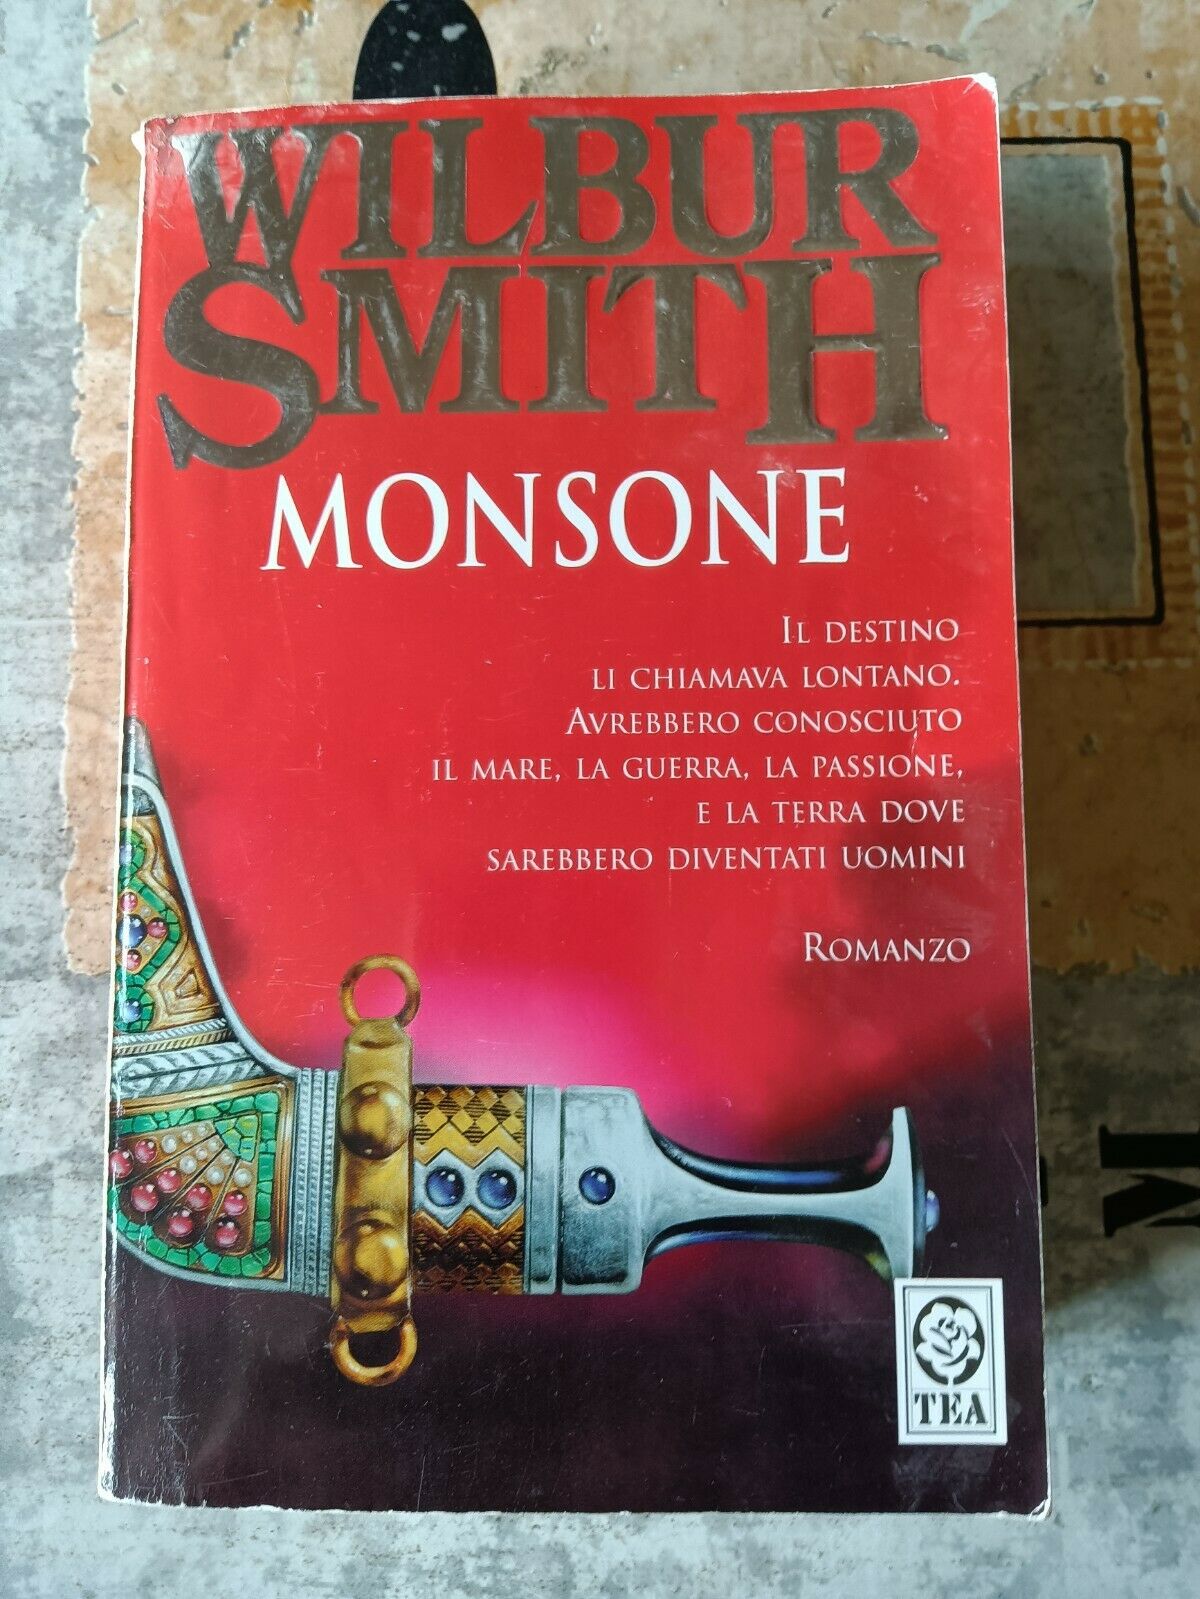 WILBUR
SMITH
MONSONE
IL DESTINO
LI CHIAMAVA LONTANO.
AVREBBERO CONOSCIUTO
IL MARE, LA GUERRA, LA PASSIONE,
E LA TERRA DOVE
SAREBBERO DIVENTATI UOMINI
ROMANZO
TEA